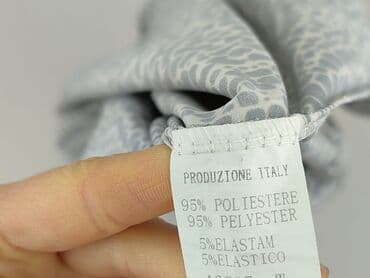 PRODUZIONE ITALY
95% POLIESTERE
95% PELYESTER
5%ELASTAM
5%ELASTICO